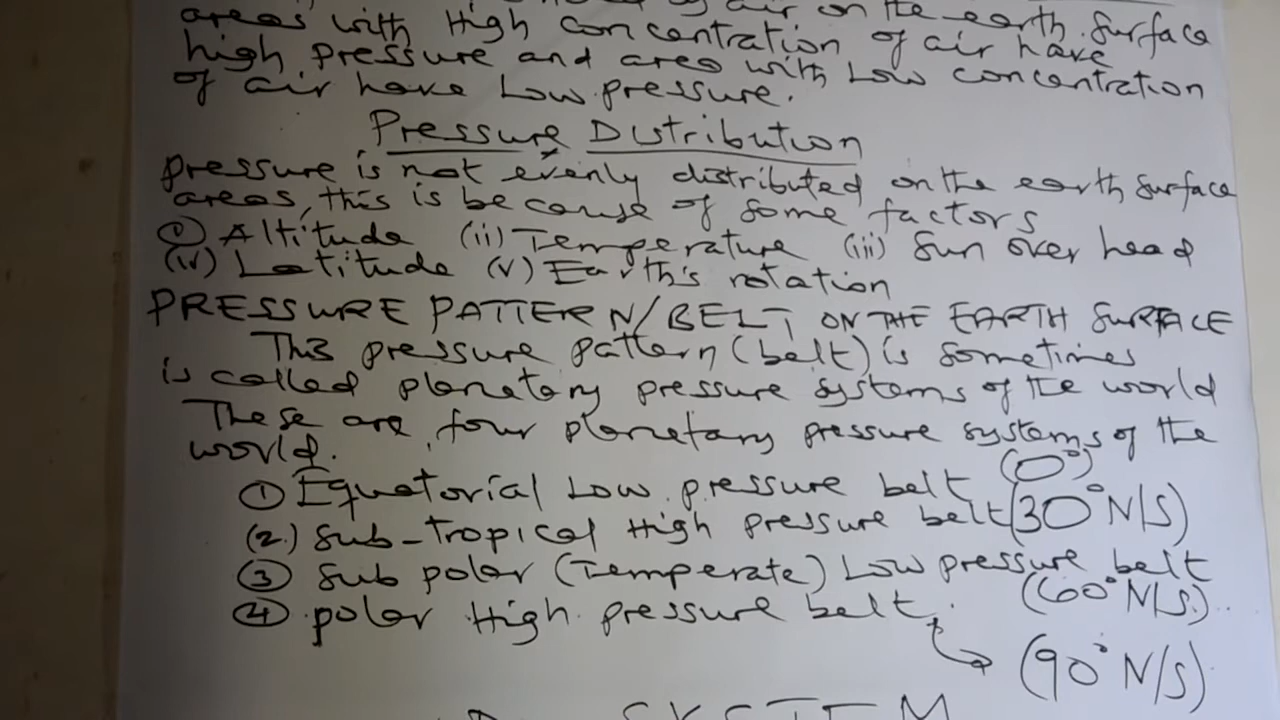 air on the earth surface
areas with High concentration of air have
high pressure and area with Low concentration
of air have Low pressure.
Pressure Distribution
pressure is not evenly distributed on the earth surface
areas, this is because of some factors
(i) Altitude (ii) Temperature (iii) Sun over head
(iv) Latitude (v) Earth's rotation
PRESSURE PATTERN/BELT ON THE EARTH SURFACE
This pressure pattern (belt) is sometimes
is called planetary pressure systems of the world
These are four planetary pressure systems of the
world.
① Equatorial Low pressure belt (0°)
(2.) Sub-Tropical High pressure belt (30° N/S)
③ Sub polar (Temperate) Low pressure belt
(60° N/S)
④ polar High pressure belt.
(90° N/S)
SYSTEM